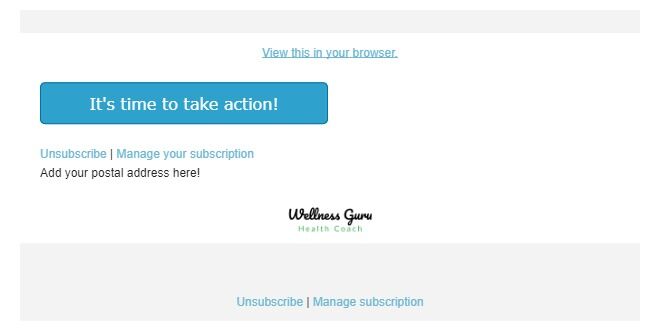 View this in your browser.
It's time to take action!
Unsubscribe | Manage your subscription
Add your postal address here!
Wellness Guru
Health Coach
Unsubscribe | Manage subscription